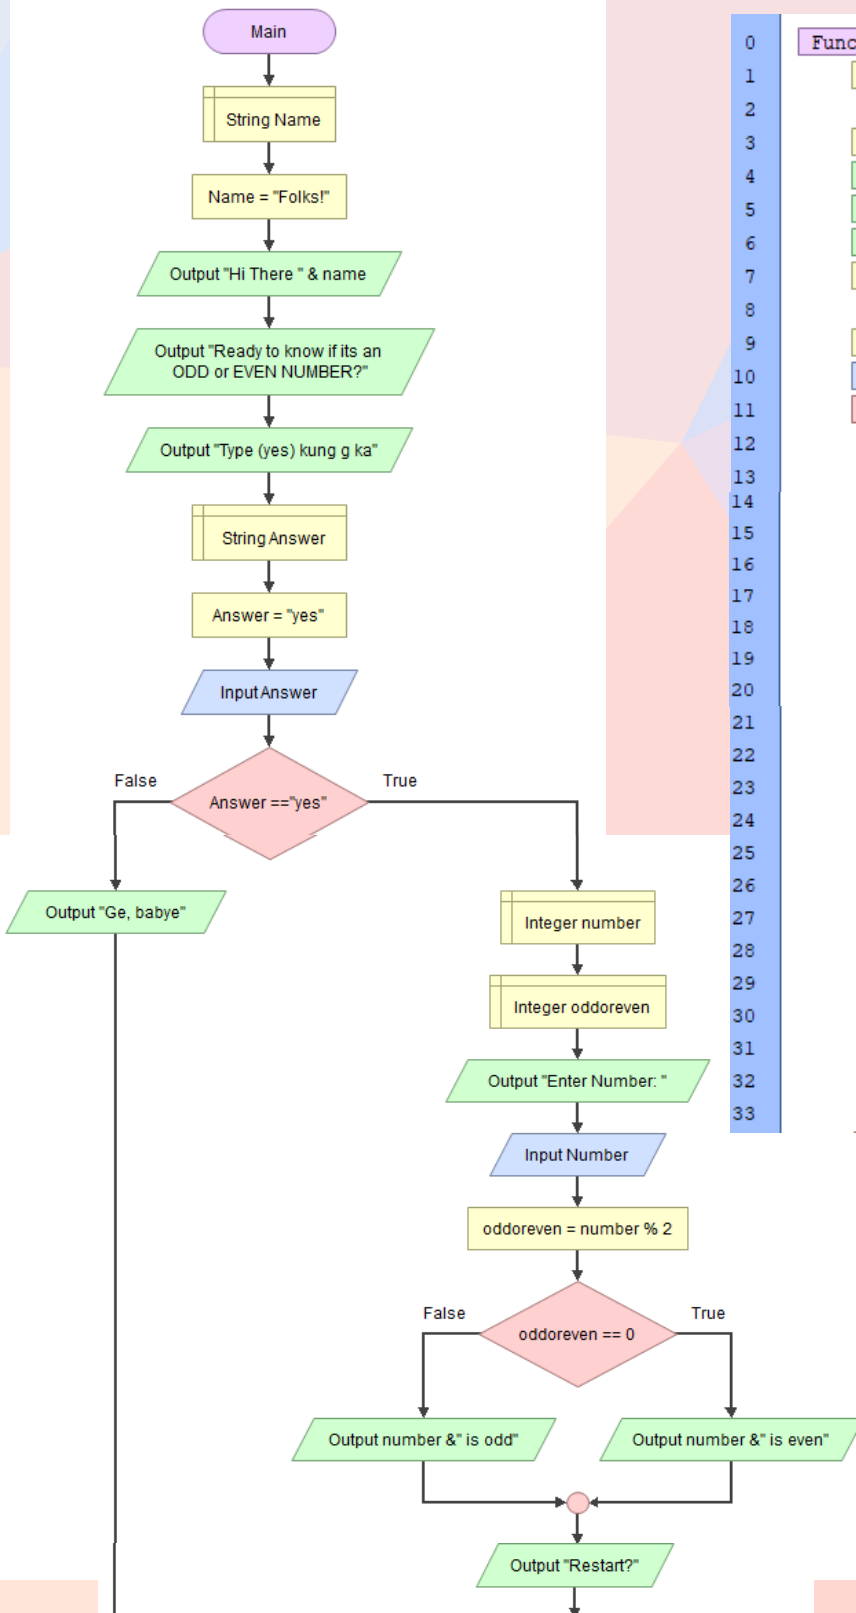 Main
String Name
Name = "Folks!"
Output "Hi There " & name
Output "Ready to know if its an
ODD or EVEN NUMBER?"
Output "Type (yes) kung g ka"
String Answer
Answer = "yes"
Input Answer
False
True
Answer =="yes"
Output "Ge, babye"
Integer number
Integer oddoreven
Output "Enter Number: "
Input Number
oddoreven = number % 2
False
True
oddoreven == 0
Output number &" is odd"
Output number &" is even"
Output "Restart?"
0
1
2
3
4
5
6
7
8
9
10
11
12
13
14
15
16
17
18
19
20
21
22
23
24
25
26
27
28
29
30
31
32
33